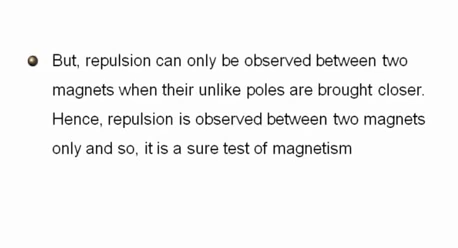 But, repulsion can only be observed between two
magnets when their unlike poles are brought closer.
Hence, repulsion is observed between two magnets
only and so, it is a sure test of magnetism